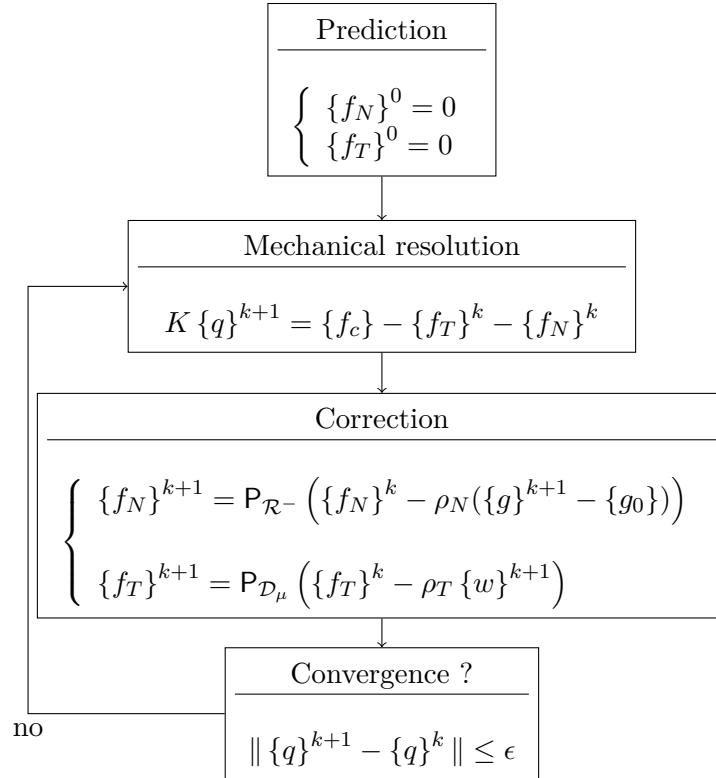 Prediction
{f_N}^0 = 0
{f_T}^0 = 0
Mechanical resolution
K {q}^{k+1} = {f_c} − {f_T}^k − {f_N}^k
Correction
{f_N}^{k+1} = P_{ℛ^−} ( {f_N}^k − ρ_N({g}^{k+1} − {g_0}) )
{f_T}^{k+1} = P_{𝒟_μ} ( {f_T}^k − ρ_T {w}^{k+1} )
Convergence ?
no
‖ {q}^{k+1} − {q}^k ‖ ≤ ϵ